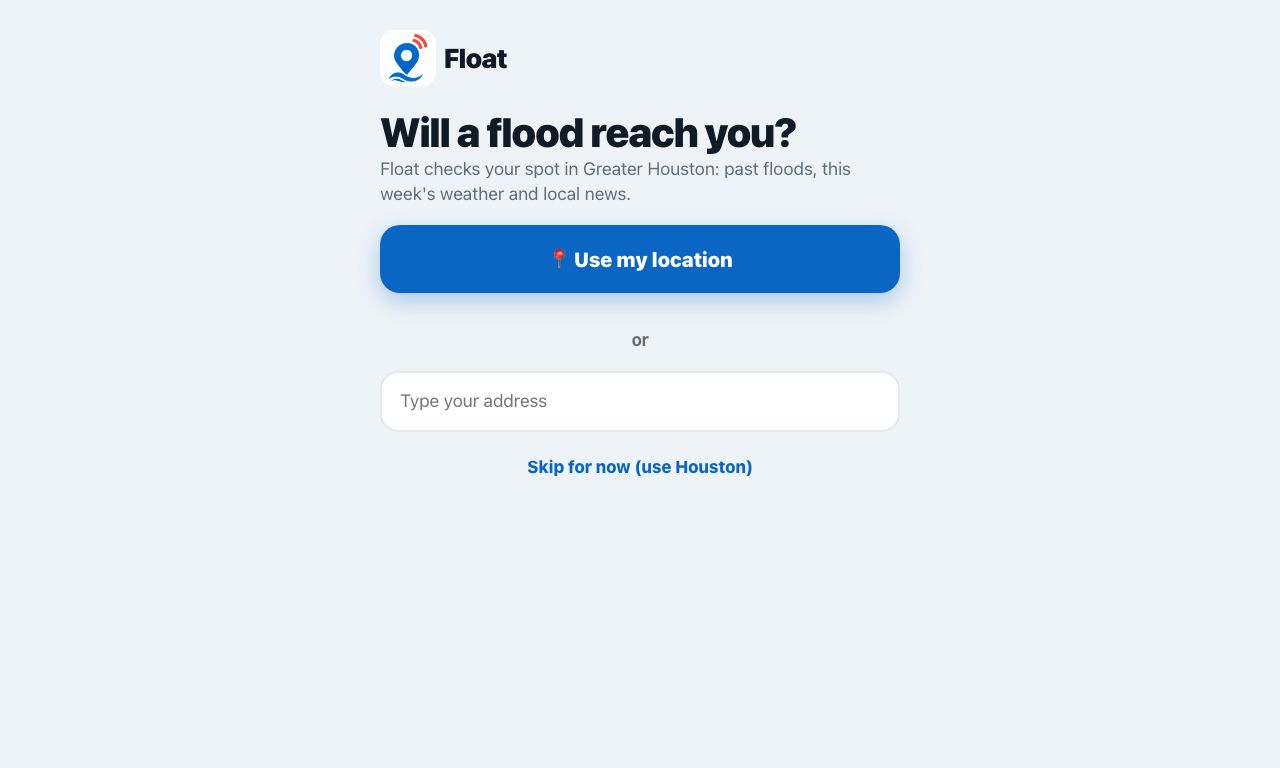 Float
Will a flood reach you?
Float checks your spot in Greater Houston: past floods, this
week's weather and local news.
📍 Use my location
or
Type your address
Skip for now (use Houston)